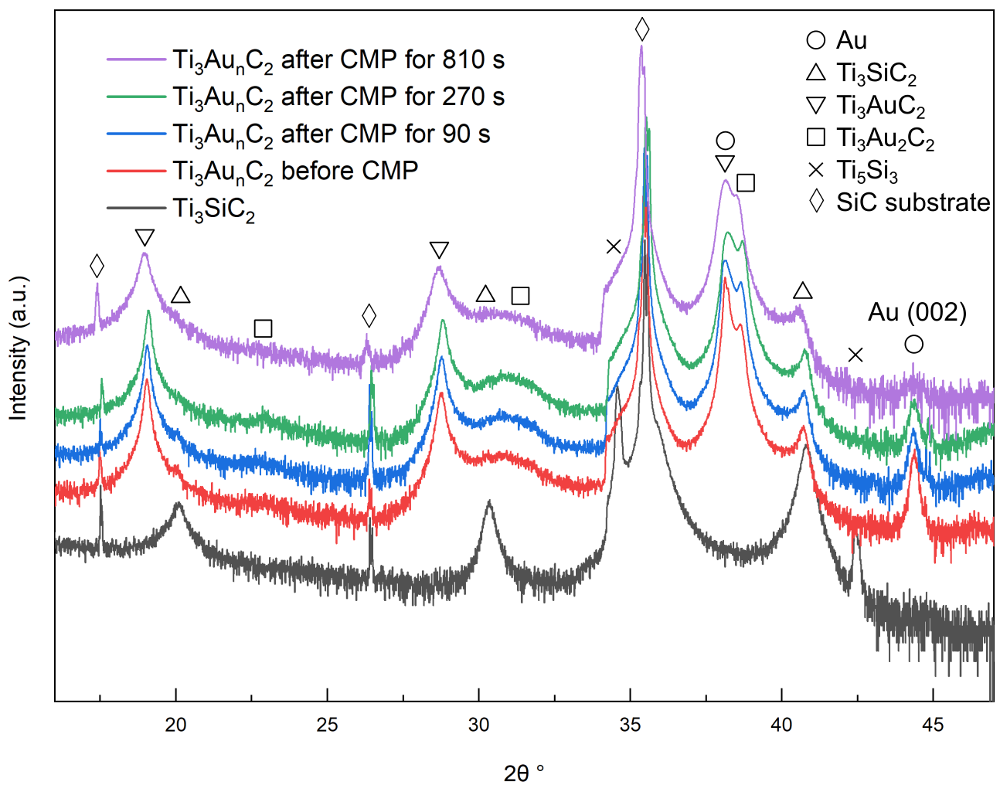 Ti₃AuₙC₂ after CMP for 810 s
Ti₃AuₙC₂ after CMP for 270 s
Ti₃AuₙC₂ after CMP for 90 s
Ti₃AuₙC₂ before CMP
Ti₃SiC₂
Au
Ti₃SiC₂
Ti₃AuC₂
Ti₃Au₂C₂
Ti₅Si₃
SiC substrate
Au (002)
Intensity (a.u.)
20 25 30 35 40 45
2θ °